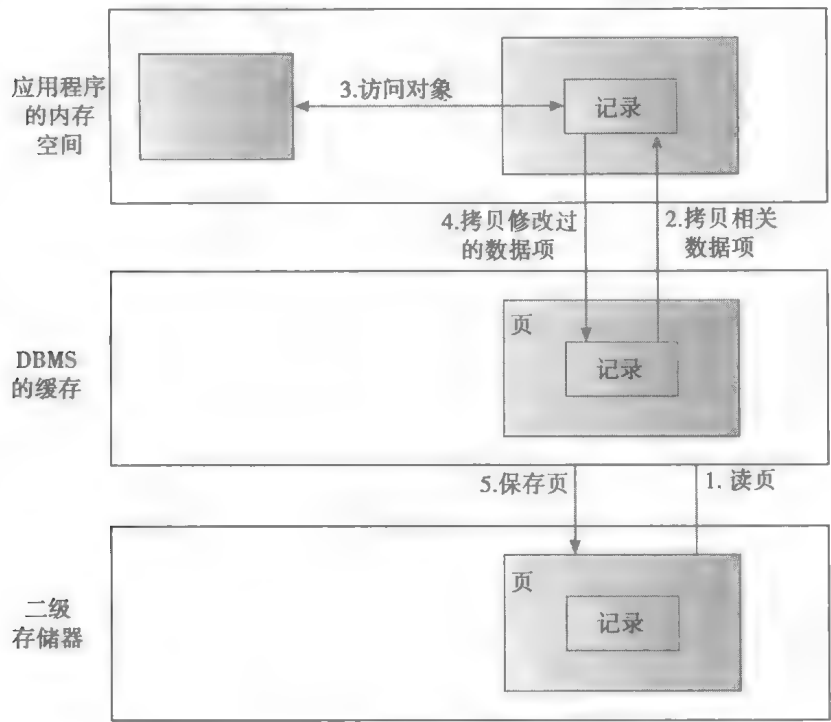 应用程序
的内存
空间
3.访问对象
记录
4.拷贝修改过
的数据项
2.拷贝相关
数据项
DBMS
的缓存
页
记录
5.保存页
1. 读页
二级
存储器
页
记录